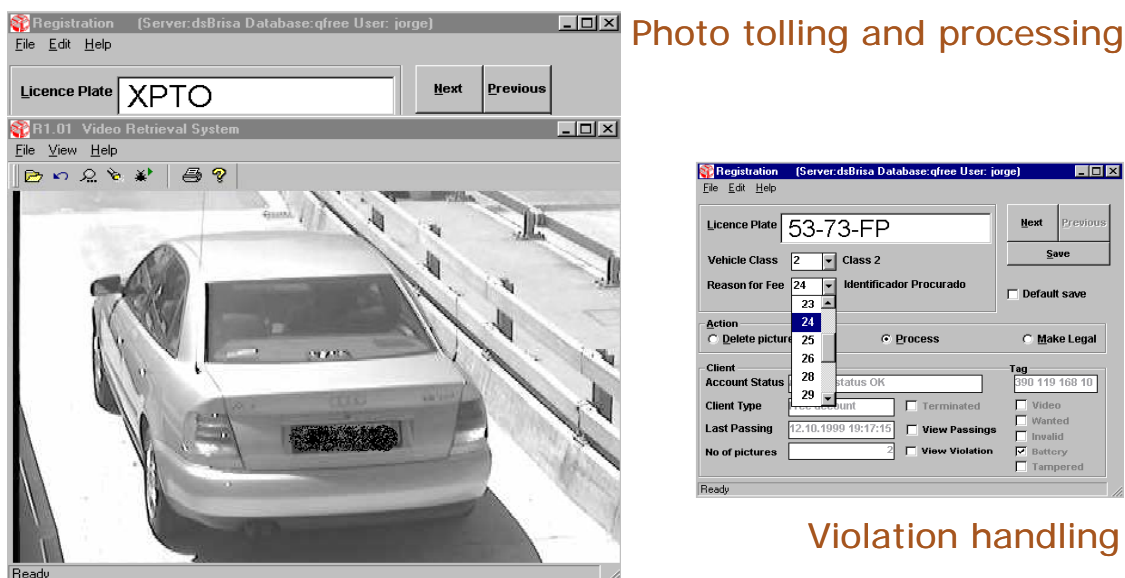 Registration (Server:dsBrisa Database:qfree User: jorge)
File Edit Help
Licence Plate XPTO Next Previous
R1.01 Video Retrieval System
File View Help
Ready
Photo tolling and processing
Registration (Server:dsBrisa Database:qfree User: jorge)
File Edit Help
Licence Plate 53-73-FP Next Previous
Save
Vehicle Class 2 Class 2
Reason for Fee 24 Identificador Procurado
Default save
23
24
25
26
28
29
Action
Delete picture Process Make Legal
Client Tag
Account Status status OK 390 119 168 10
Client Type account Terminated Video
Wanted
Last Passing 12.10.1999 19:17:15 View Passings
Invalid
No of pictures 2 View Violation Battery
Tampered
Ready
Violation handling